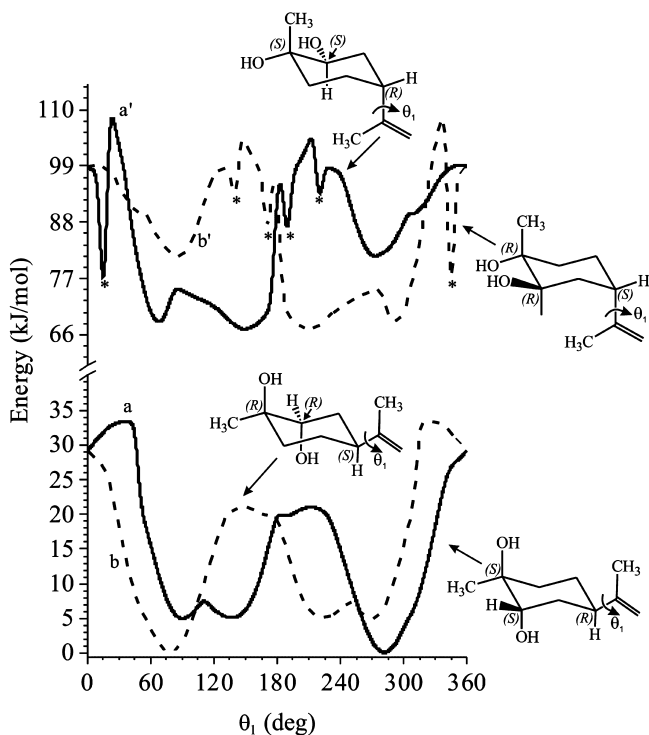 CH₃
HO (S)
(S)
HO
H
H
(R)
θ₁
H₃C
110
a'
99
b'
88
77
66
* * * * * *
CH₃
(R)
HO
HO
(R)
H
(S)
θ₁
H₃C
Energy (kJ/mol)
35
a
30
25
20
15
b
10
5
0
OH
H (R)
(R)
H₃C
CH₃
OH
(S)
H
θ₁
OH
(S)
H₃C
CH₃
H
(S)
(R)
θ₁
OH
H
0 60 120 180 240 300 360
θ₁ (deg)